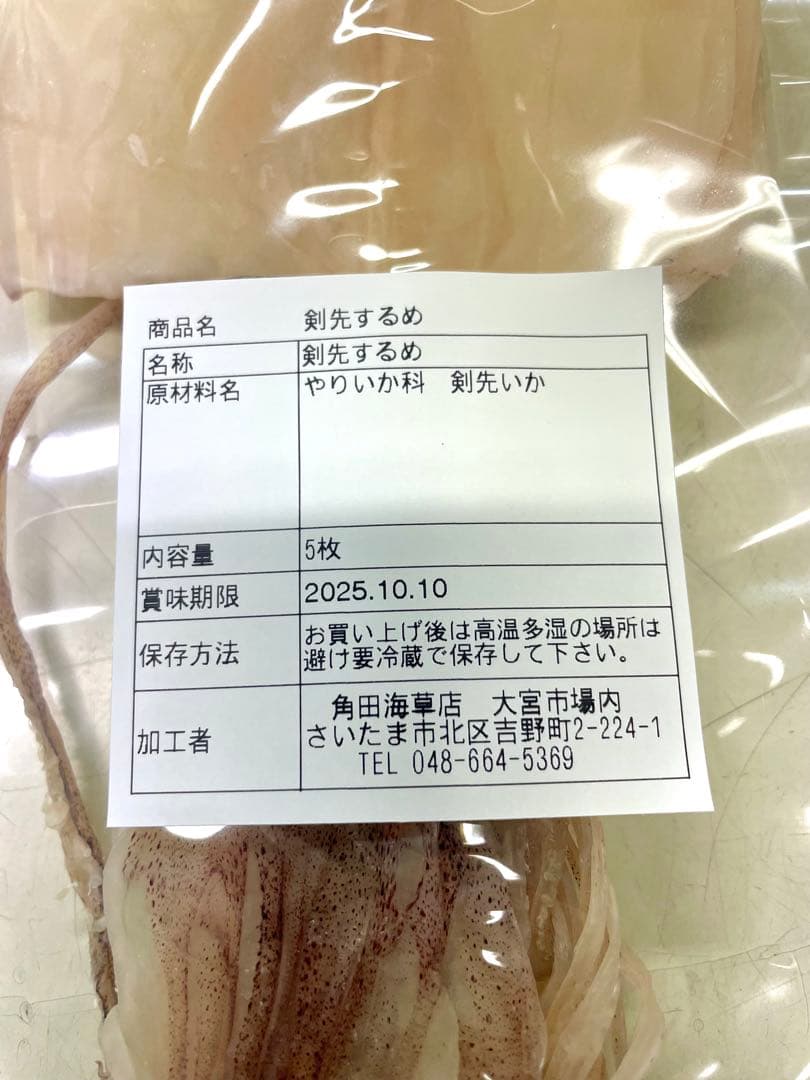 商品名 剣先するめ
名称 剣先するめ
原材料名 やりいか科 剣先いか
内容量 5枚
賞味期限 2025.10.10
保存方法 お買い上げ後は高温多湿の場所は
避け要冷蔵で保存して下さい。
加工者 角田海草店 大宮市場内
さいたま市北区吉野町2-224-1
TEL 048-664-5369